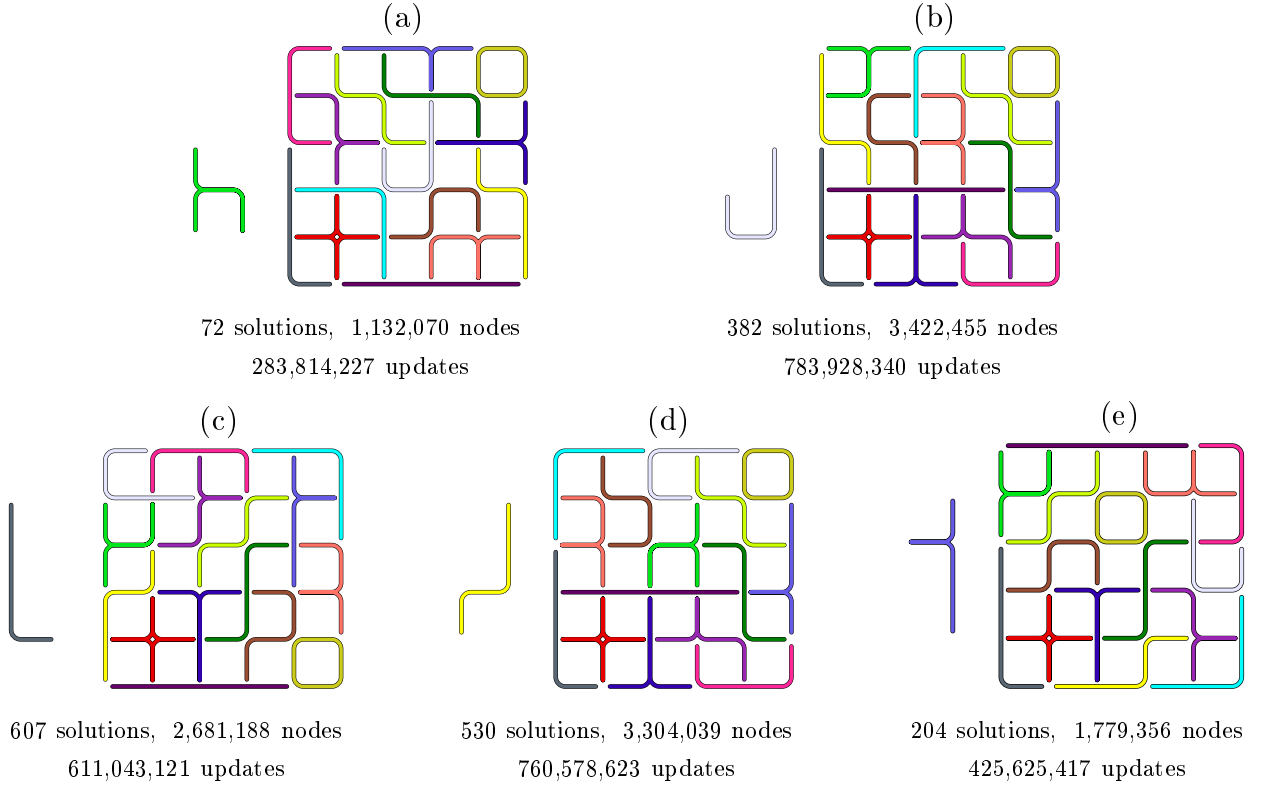 (a)
(b)
72 solutions, 1,132,070 nodes
283,814,227 updates
382 solutions, 3,422,455 nodes
783,928,340 updates
(c)
(d)
(e)
607 solutions, 2,681,188 nodes
611,043,121 updates
530 solutions, 3,304,039 nodes
760,578,623 updates
204 solutions, 1,779,356 nodes
425,625,417 updates